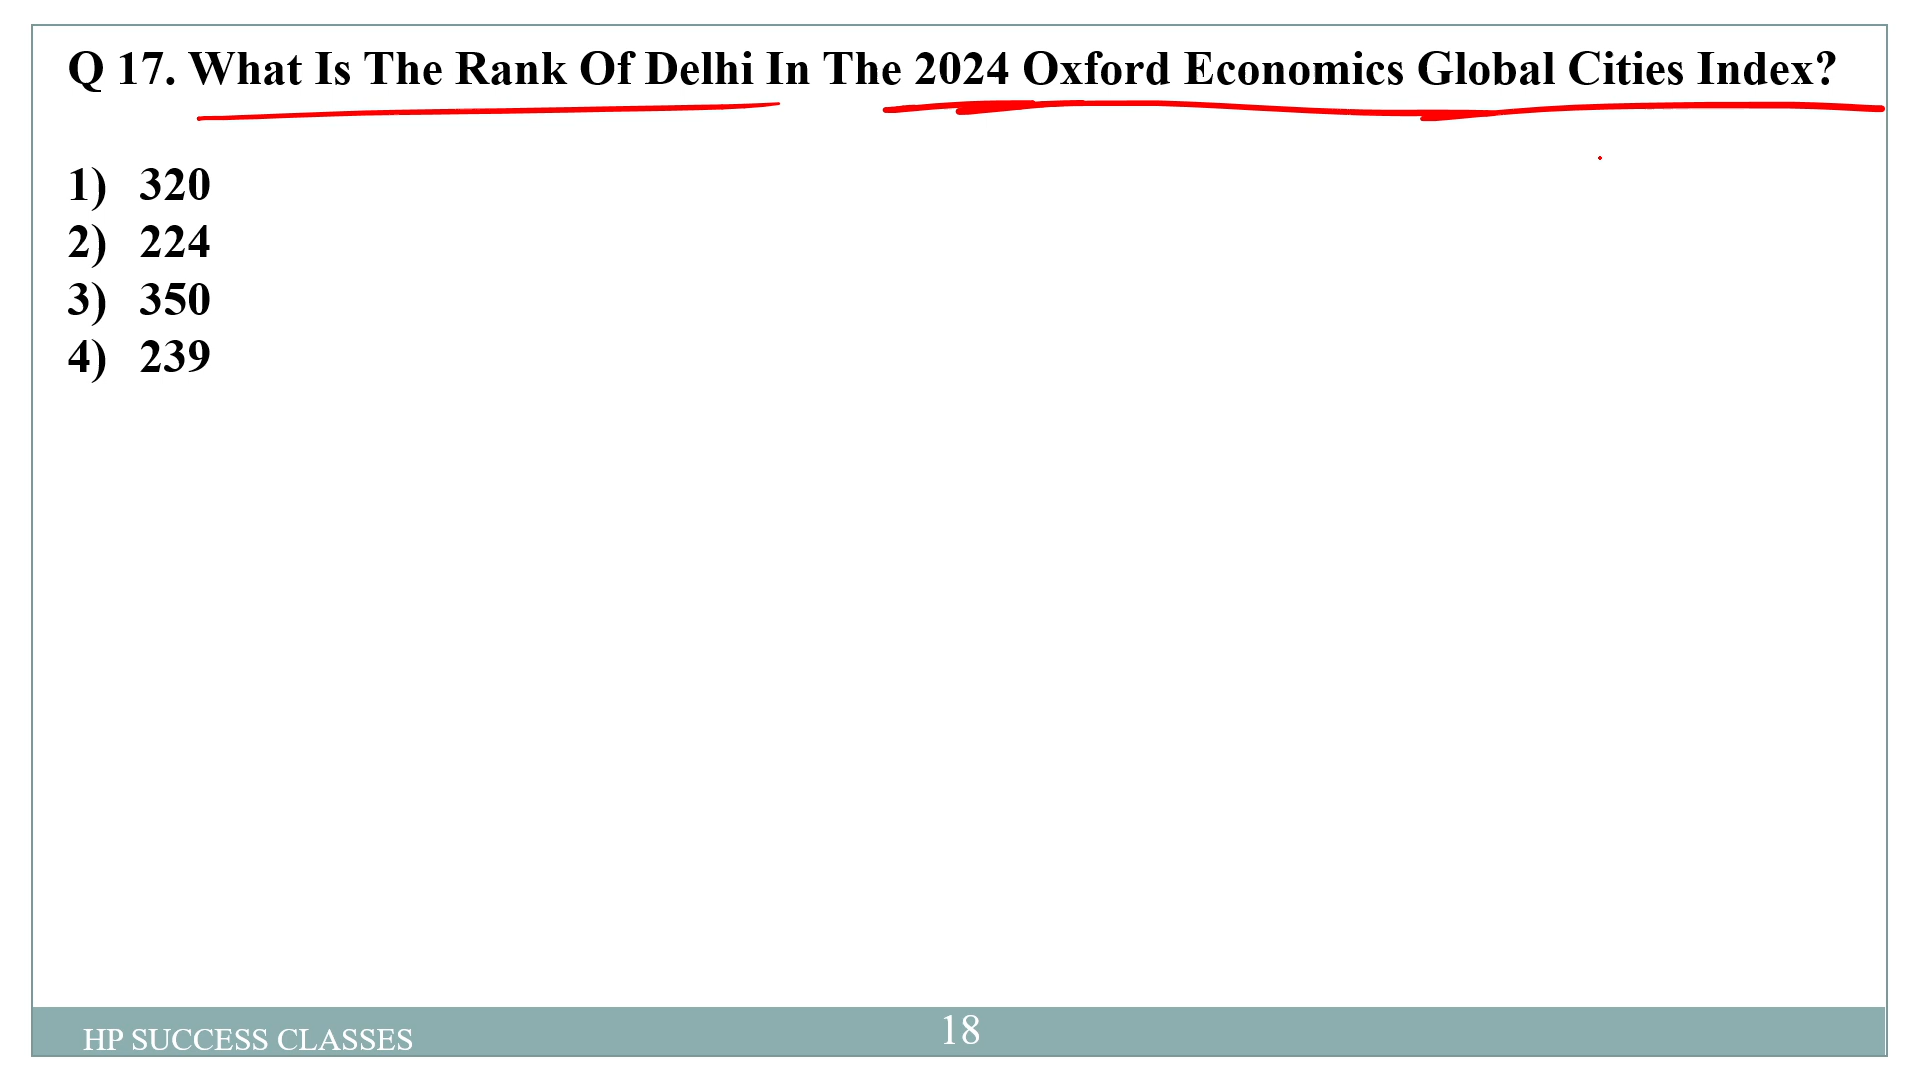 Q 17. What Is The Rank Of Delhi In The 2024 Oxford Economics Global Cities Index?
1) 320
2) 224
3) 350
4) 239
HP SUCCESS CLASSES 18